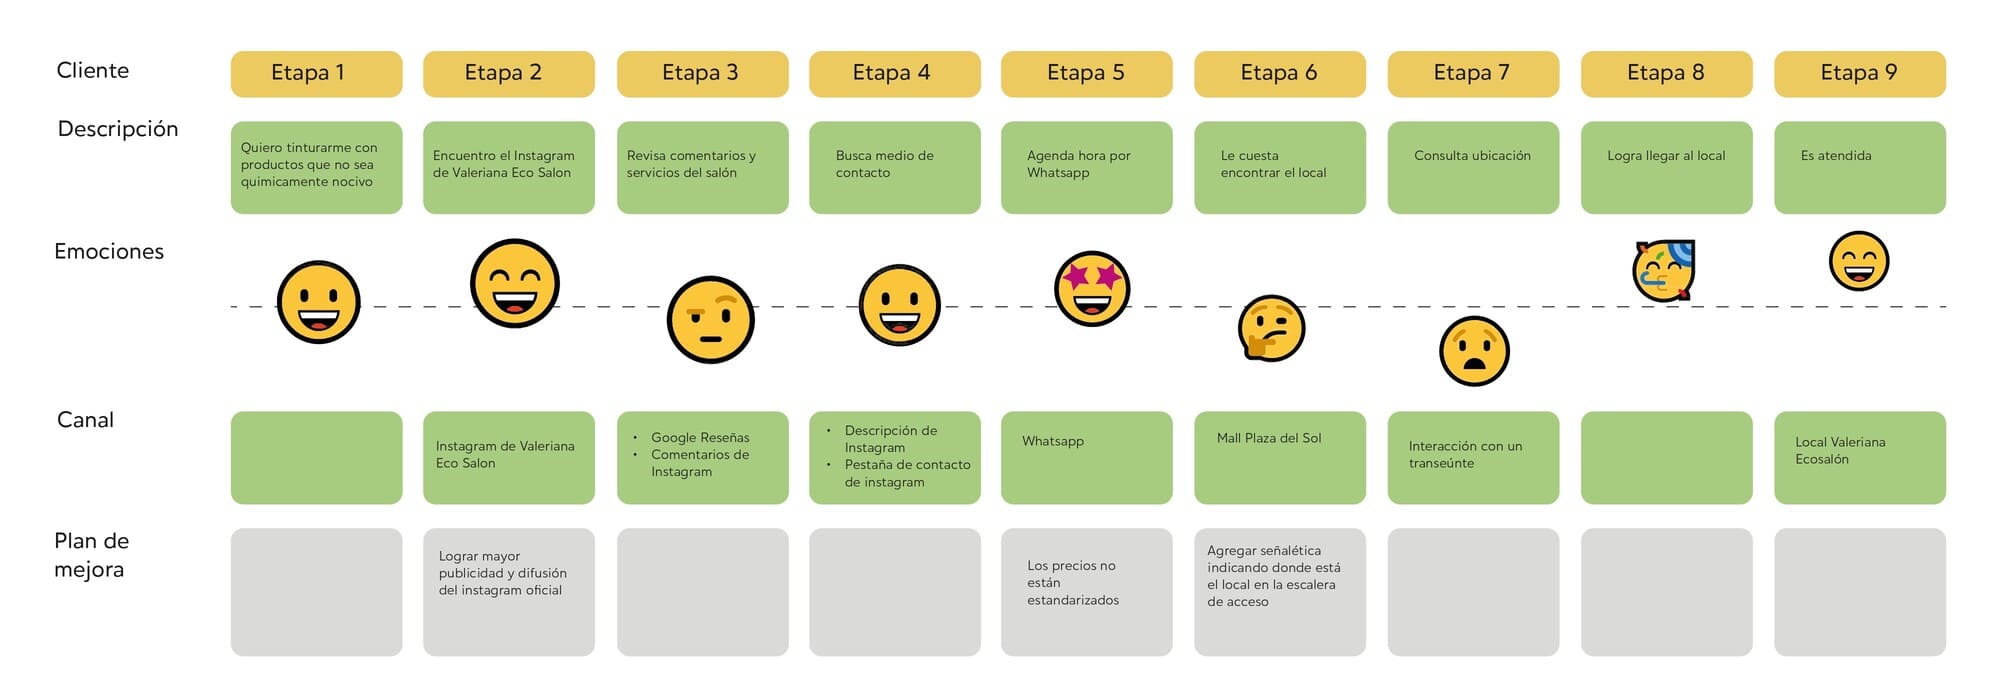 Cliente
Etapa 1
Etapa 2
Etapa 3
Etapa 4
Etapa 5
Etapa 6
Etapa 7
Etapa 8
Etapa 9
Descripción
Quiero tinturarme con
productos que no sea
quimicamente nocivo
Encuentro el Instagram
de Valeriana Eco Salon
Revisa comentarios y
servicios del salón
Busca medio de
contacto
Agenda hora por
Whatsapp
Le cuesta
encontrar el local
Consulta ubicación
Logra llegar al local
Es atendida
Emociones
Canal
Instagram de Valeriana
Eco Salon
• Google Reseñas
• Comentarios de
Instagram
• Descripción de
Instagram
• Pestaña de contacto
de instagram
Whatsapp
Mall Plaza del Sol
Interacción con un
transeúnte
Local Valeriana
Ecosalón
Plan de
mejora
Lograr mayor
publicidad y difusión
del instagram oficial
Los precios no
están
estandarizados
Agregar señalética
indicando donde está
el local en la escalera
de acceso